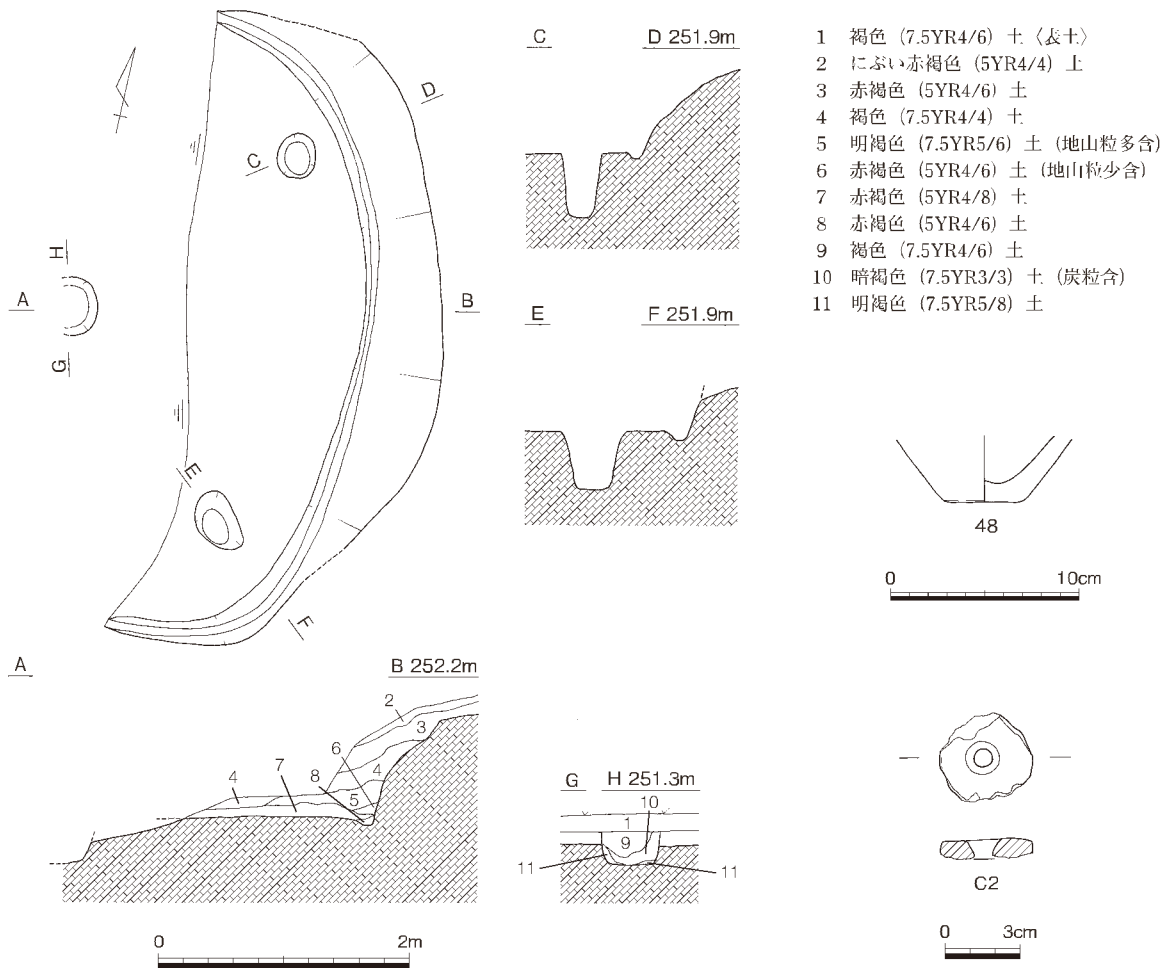 C D 251.9m
E F 251.9m
1 褐色 (7.5YR4/6) 土〈表土〉
2 にぶい赤褐色 (5YR4/4) 土
3 赤褐色 (5YR4/6) 土
4 褐色 (7.5YR4/4) 土
5 明褐色 (7.5YR5/6) 土 (地山粒多含)
6 赤褐色 (5YR4/6) 土 (地山粒少含)
7 赤褐色 (5YR4/8) 土
8 赤褐色 (5YR4/6) 土
9 褐色 (7.5YR4/6) 土
10 暗褐色 (7.5YR3/3) 土 (炭粒含)
11 明褐色 (7.5YR5/8) 土
D
C
H
A
B
G
E
F
48
0 10cm
A B 252.2m
2
3
6
4
7
8
4
5
0 2m
G H 251.3m
10
1
9
11
11
C2
0 3cm